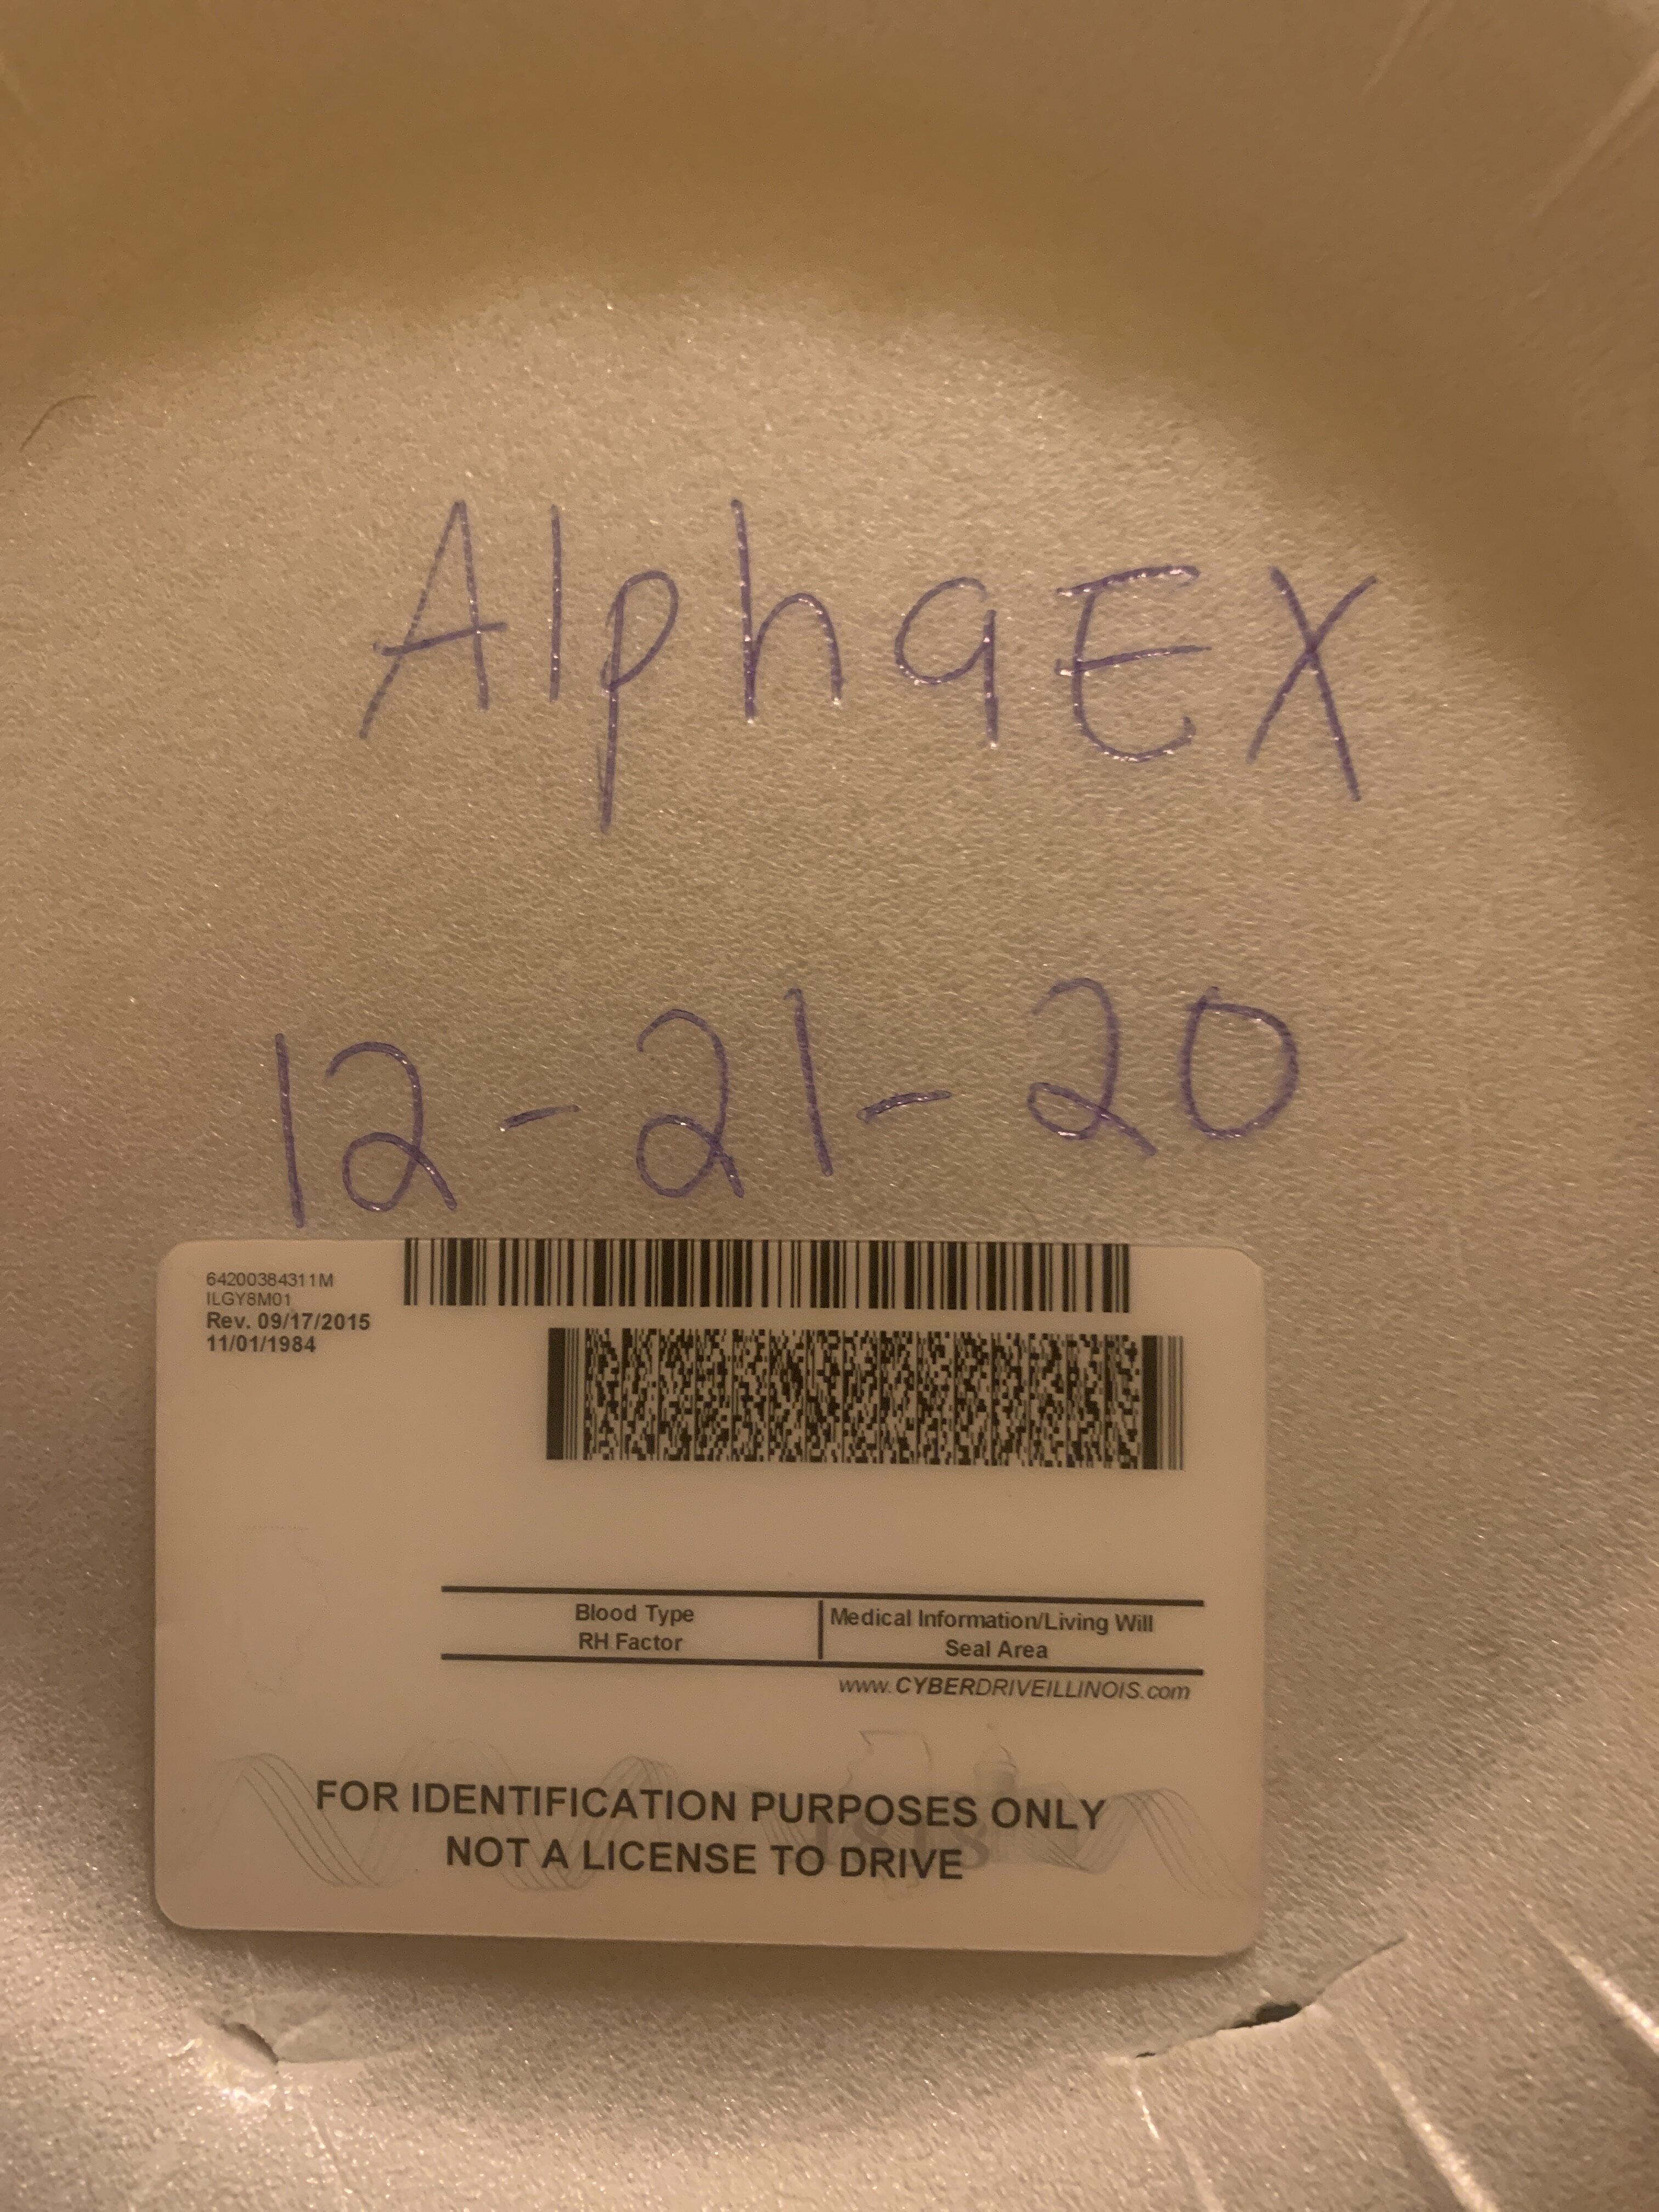 AlphaEX
12-21-20
64200384311M
ILGY8M01
Rev. 09/17/2015
11/01/1984
Blood Type
RH Factor
Medical Information/Living Will
Seal Area
www.CYBERDRIVEILLINOIS.com
FOR IDENTIFICATION PURPOSES ONLY
NOT A LICENSE TO DRIVE
1818